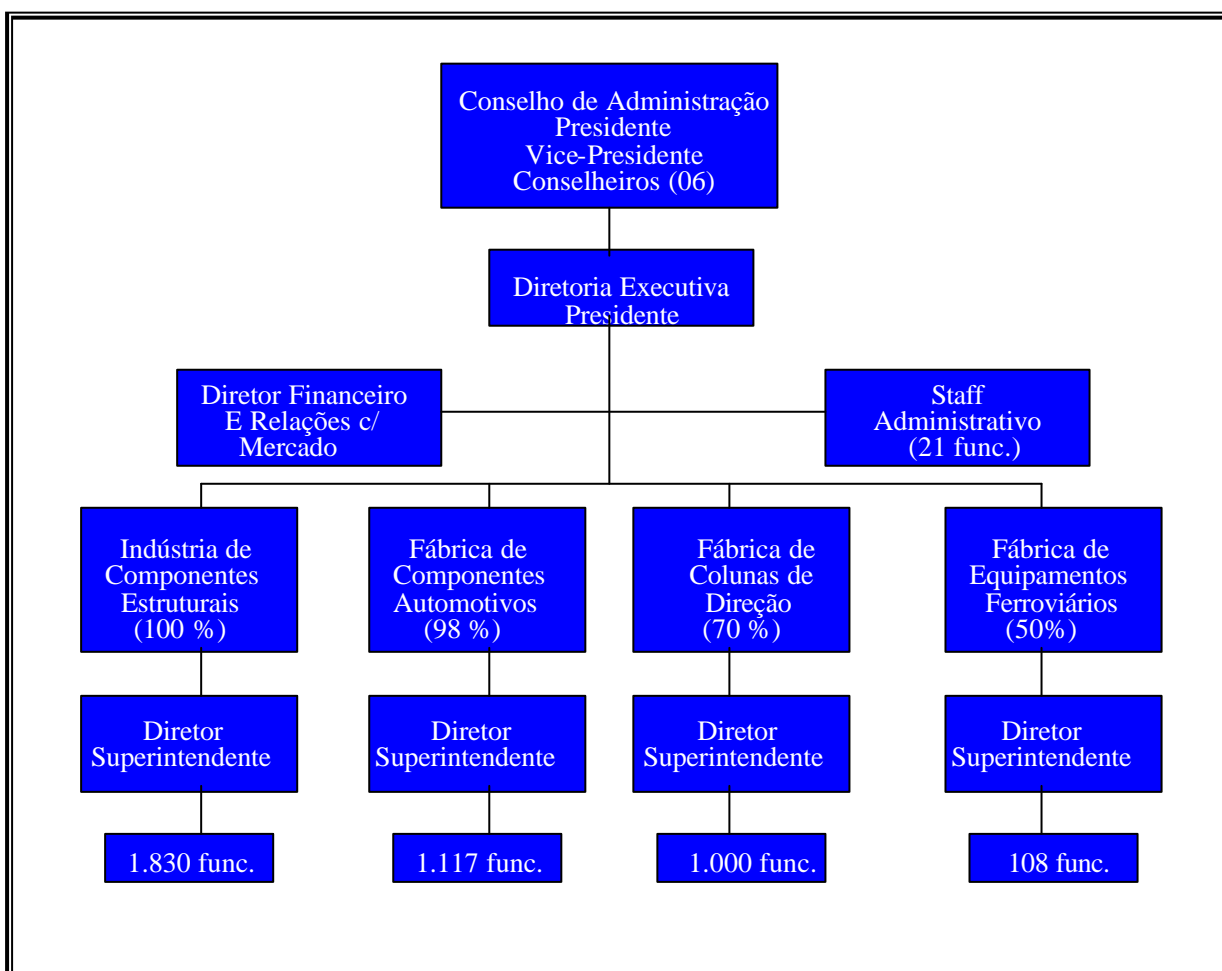 Conselho de Administração
Presidente
Vice-Presidente
Conselheiros (06)
Diretoria Executiva
Presidente
Diretor Financeiro
E Relações c/
Mercado
Staff
Administrativo
(21 func.)
Indústria de
Componentes
Estruturais
(100 %)
Fábrica de
Componentes
Automotivos
(98 %)
Fábrica de
Colunas de
Direção
(70 %)
Fábrica de
Equipamentos
Ferroviários
(50%)
Diretor
Superintendente
Diretor
Superintendente
Diretor
Superintendente
Diretor
Superintendente
1.830 func.
1.117 func.
1.000 func.
108 func.